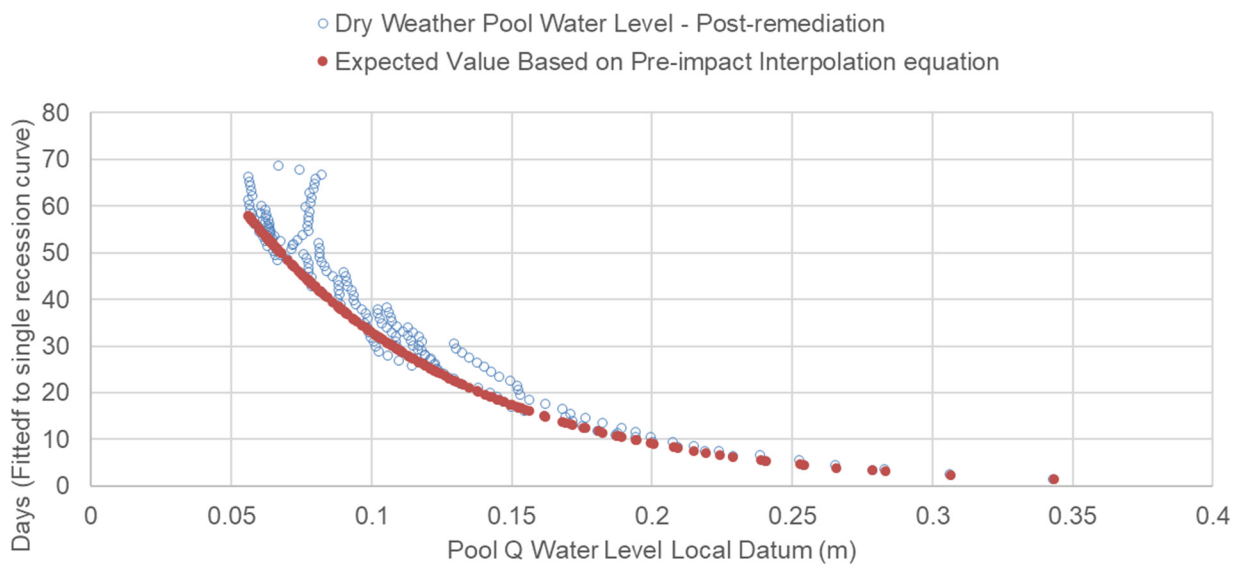 Dry Weather Pool Water Level - Post-remediation
Expected Value Based on Pre-impact Interpolation equation
Days (Fittedf to single recession curve)
80
70
60
50
40
30
20
10
0
0 0.05 0.1 0.15 0.2 0.25 0.3 0.35 0.4
Pool Q Water Level Local Datum (m)